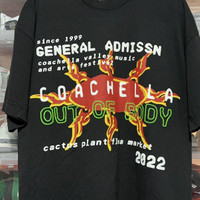 since 1999
GENERAL ADMISSN
coachella valley music
and arts festival
COACHELLA
OUT OF BODY
cactus plant flea market
2022